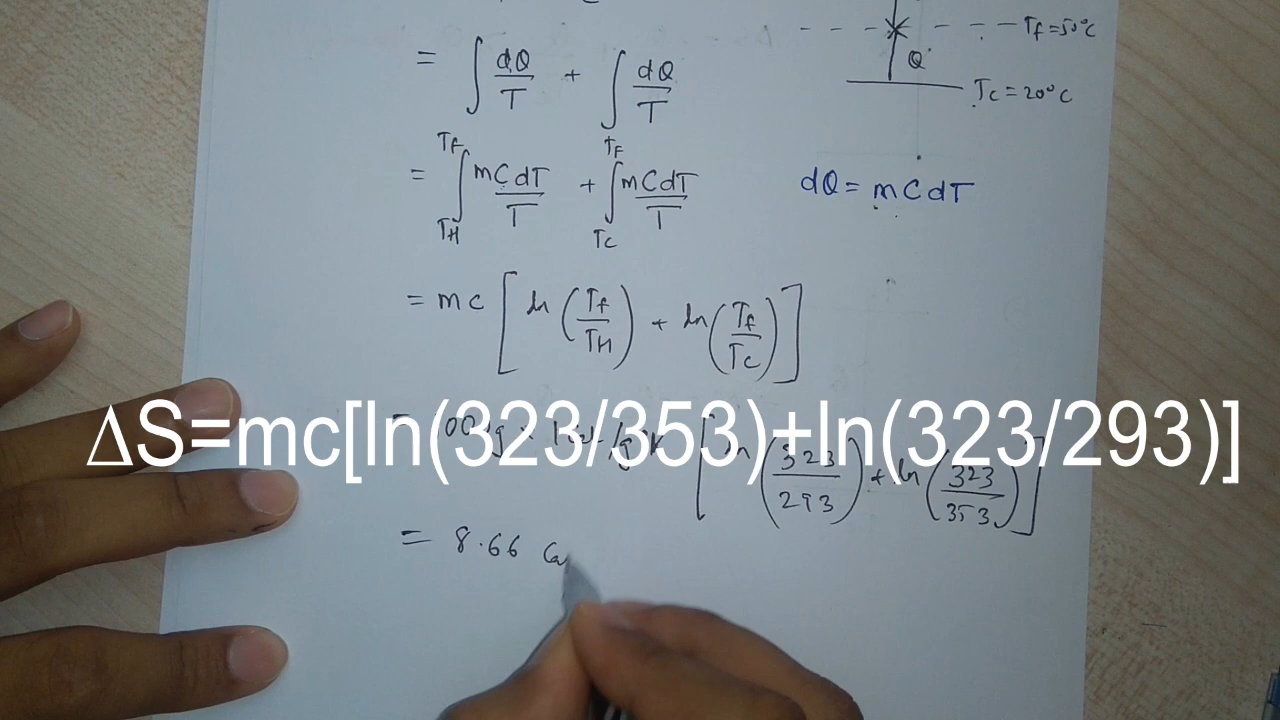 = ∫ dQ/T + ∫ dQ/T
Tf = 50°C
Q
Tc = 20°C
= ∫_{TH}^{Tf} mCdT/T + ∫_{Tc}^{Tf} mCdT/T
dQ = mCdT
= mc [ ln (Tf/TH) + ln (Tf/Tc) ]
ΔS=mc[ln(323/353)+ln(323/293)]
[ ln (323/293) + ln (323/353) ]
= 8.66